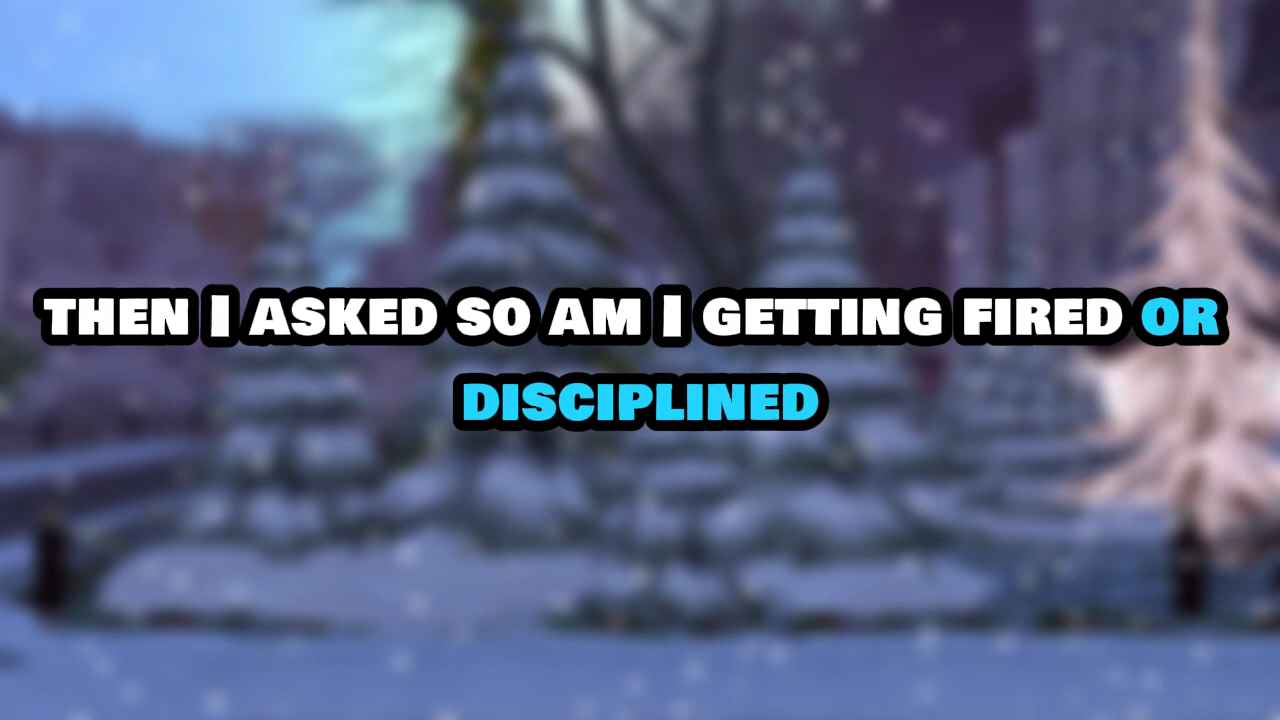 THEN I ASKED SO AM I GETTING FIRED OR
DISCIPLINED